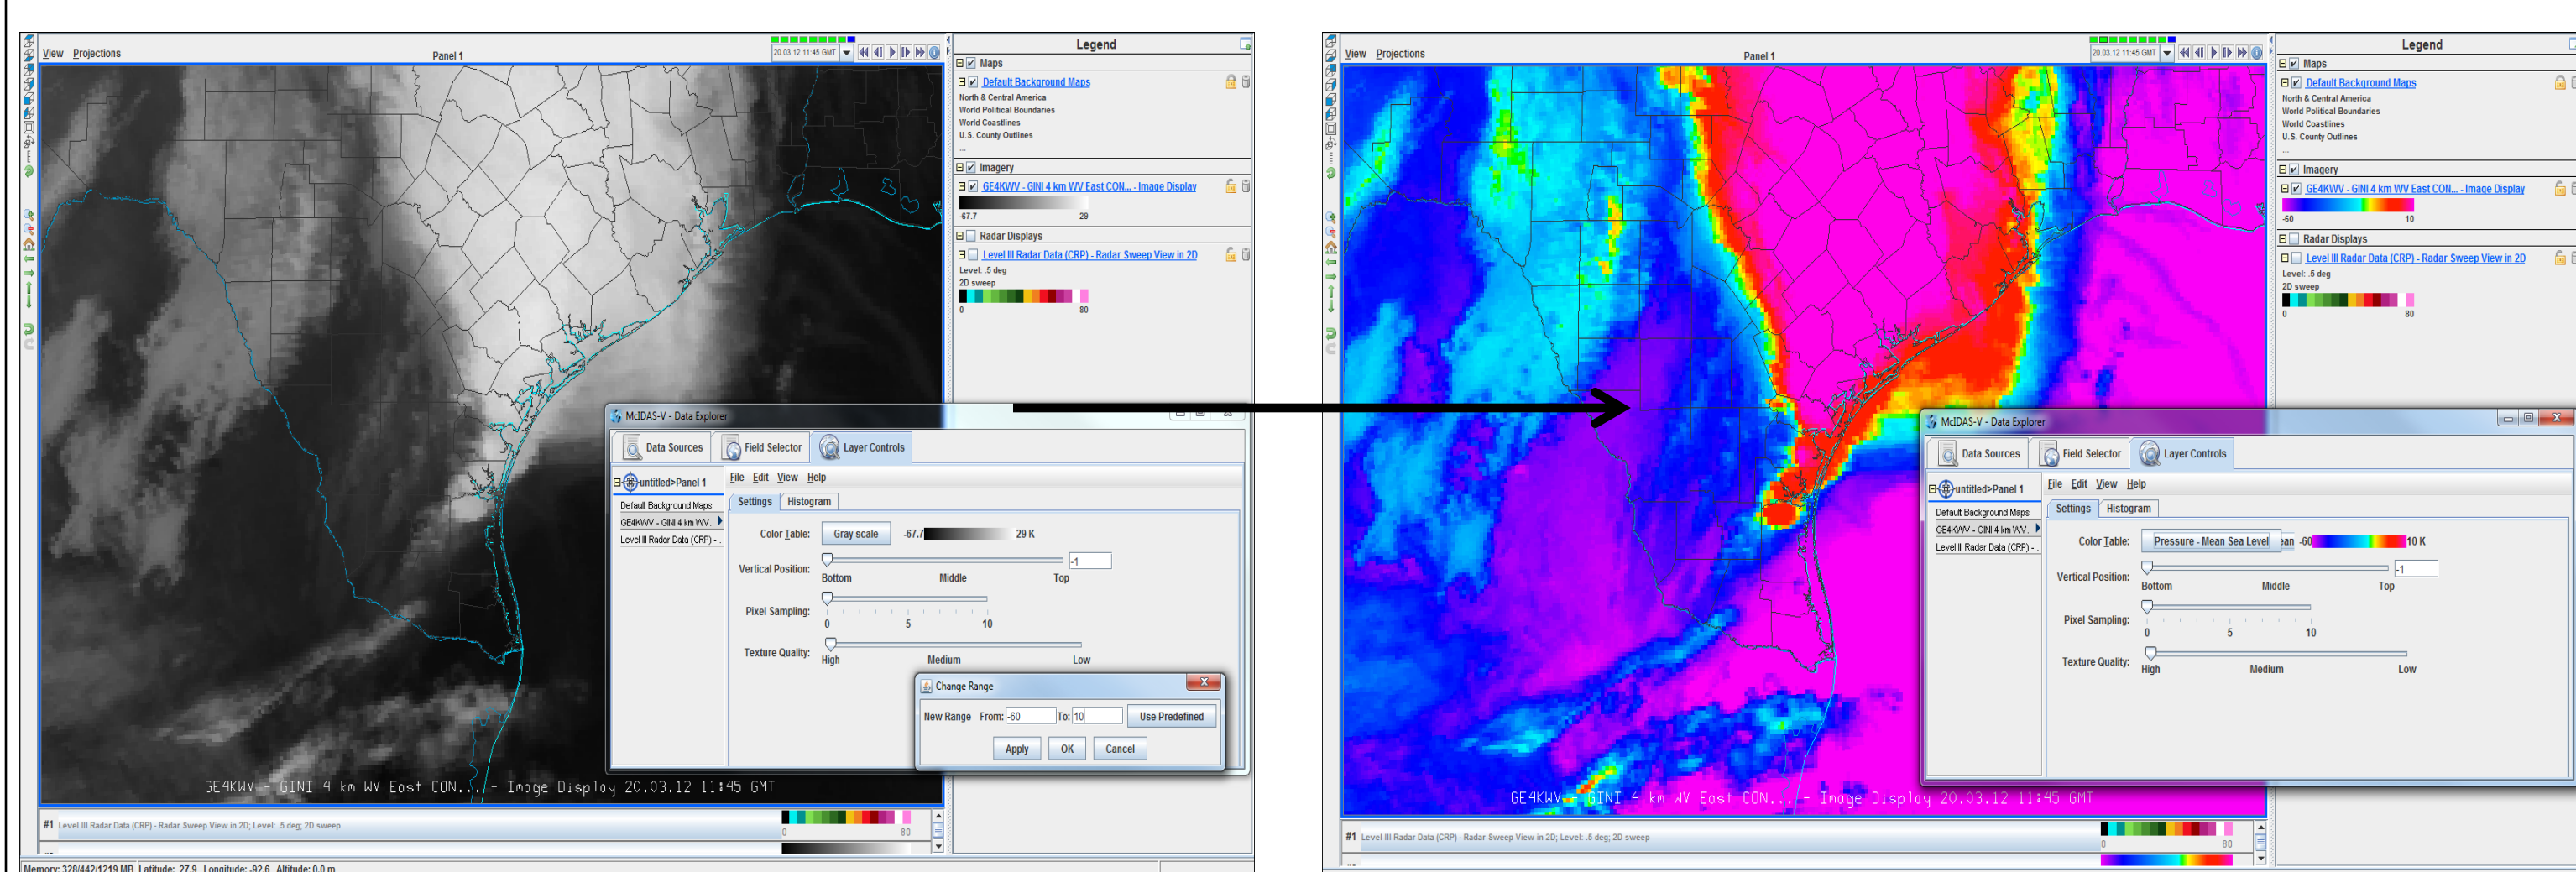 View Projections
Panel 1
20.03.12 11:45 GMT
Legend
Maps
Default Background Maps
North & Central America
World Political Boundaries
World Coastlines
U.S. County Outlines
...
Imagery
GE4KWV - GINI 4 km WV East CON... - Image Display
-67.7 29
Radar Displays
Level III Radar Data (CRP) - Radar Sweep View in 2D
Level: .5 deg
2D sweep
0 80
McIDAS-V - Data Explorer
Data Sources Field Selector Layer Controls
untitled>Panel 1
File Edit View Help
Default Background Maps
GE4KWV - GINI 4 km WV.
Level III Radar Data (CRP) - .
Settings Histogram
Color Table: Gray scale -67.7 29 K
Vertical Position: -1
Bottom Middle Top
Pixel Sampling:
0 5 10
Texture Quality:
High Medium Low
Change Range
New Range From: -60 To: 10 Use Predefined
Apply OK Cancel
GE4KWV - GINI 4 km WV East CON... - Image Display 20.03.12 11:45 GMT
#1 Level III Radar Data (CRP) - Radar Sweep View in 2D; Level: .5 deg; 2D sweep
0 80
Memory: 328/442/1219 MB Latitude: 27.9 Longitude: -92.6 Altitude: 0.0 m
View Projections
Panel 1
20.03.12 11:45 GMT
Legend
Maps
Default Background Maps
North & Central America
World Political Boundaries
World Coastlines
U.S. County Outlines
...
Imagery
GE4KWV - GINI 4 km WV East CON... - Image Display
-60 10
Radar Displays
Level III Radar Data (CRP) - Radar Sweep View in 2D
Level: .5 deg
2D sweep
0 80
McIDAS-V - Data Explorer
Data Sources Field Selector Layer Controls
untitled>Panel 1
File Edit View Help
Default Background Maps
GE4KWV - GINI 4 km WV.
Level III Radar Data (CRP) - .
Settings Histogram
Color Table: Pressure - Mean Sea Level ean -60 10 K
Vertical Position: -1
Bottom Middle Top
Pixel Sampling:
0 5 10
Texture Quality:
High Medium Low
GE4KWV - GINI 4 km WV East CON... - Image Display 20.03.12 11:45 GMT
#1 Level III Radar Data (CRP) - Radar Sweep View in 2D; Level: .5 deg; 2D sweep
0 80